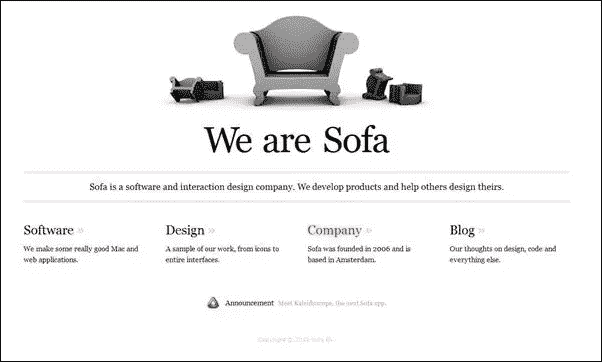 We are Sofa
Sofa is a software and interaction design company. We develop products and help others design theirs.
Software »
We make some really good Mac and
web applications.
Design »
A sample of our work, from icons to
entire interfaces.
Company »
Sofa was founded in 2006 and is
based in Amsterdam.
Blog »
Our thoughts on design, code and
everything else.
Announcement Meet Kaleidoscope, the next Sofa app.
Copyright © Sofa BV